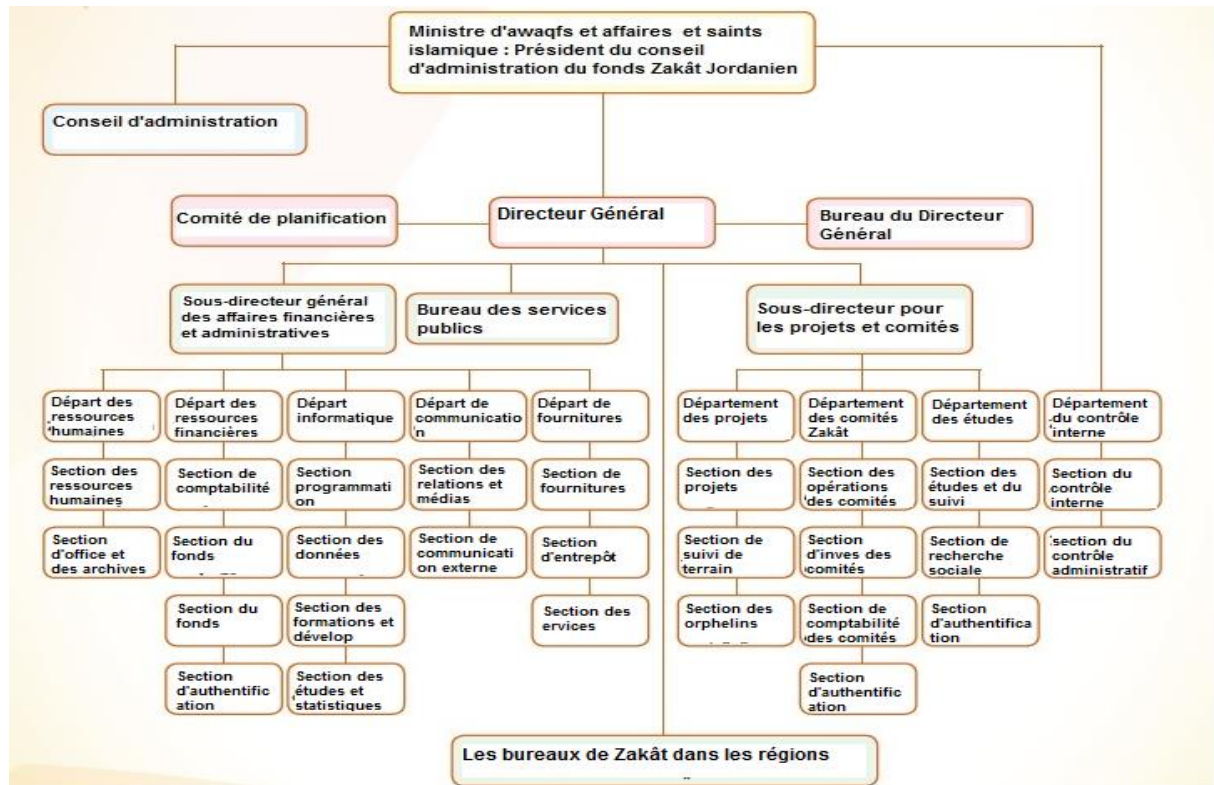 Ministre d'awaqfs et affaires et saints
islamique : Président du conseil
d'administration du fonds Zakât Jordanien
Conseil d'administration
Comité de planification
Directeur Général
Bureau du Directeur
Général
Sous-directeur général
des affaires financières
et administratives
Bureau des services
publics
Sous-directeur pour
les projets et comités
Départ des
ressources
humaines
Départ des
ressources
financières
Départ
informatique
Départ de
communicatio
n
Départ de
fournitures
Département
des projets
Département
des comités
Zakât
Département
des études
Département
du contrôle
interne
Section des
ressources
humaines
Section de
comptabilité
Section
programmati
on
Section des
relations et
médias
Section de
fournitures
Section des
projets
Section des
opérations
des comités
Section des
études et du
suivi
Section du
contrôle
interne
Section
d'office et
des archives
Section du
fonds
Section des
données
Section de
communicati
on externe
Section
d'entrepôt
Section de
suivi de
terrain
Section
d'inves des
comités
Section de
recherche
sociale
section du
contrôle
administratif
Section du
fonds
Section des
formations et
dévelop
Section des
ervices
Section des
orphelins
Section de
comptabilité
des comités
Section
d'authentifica
tion
Section
d'authentific
ation
Section des
études et
statistiques
Section
d'authentific
ation
Les bureaux de Zakât dans les régions